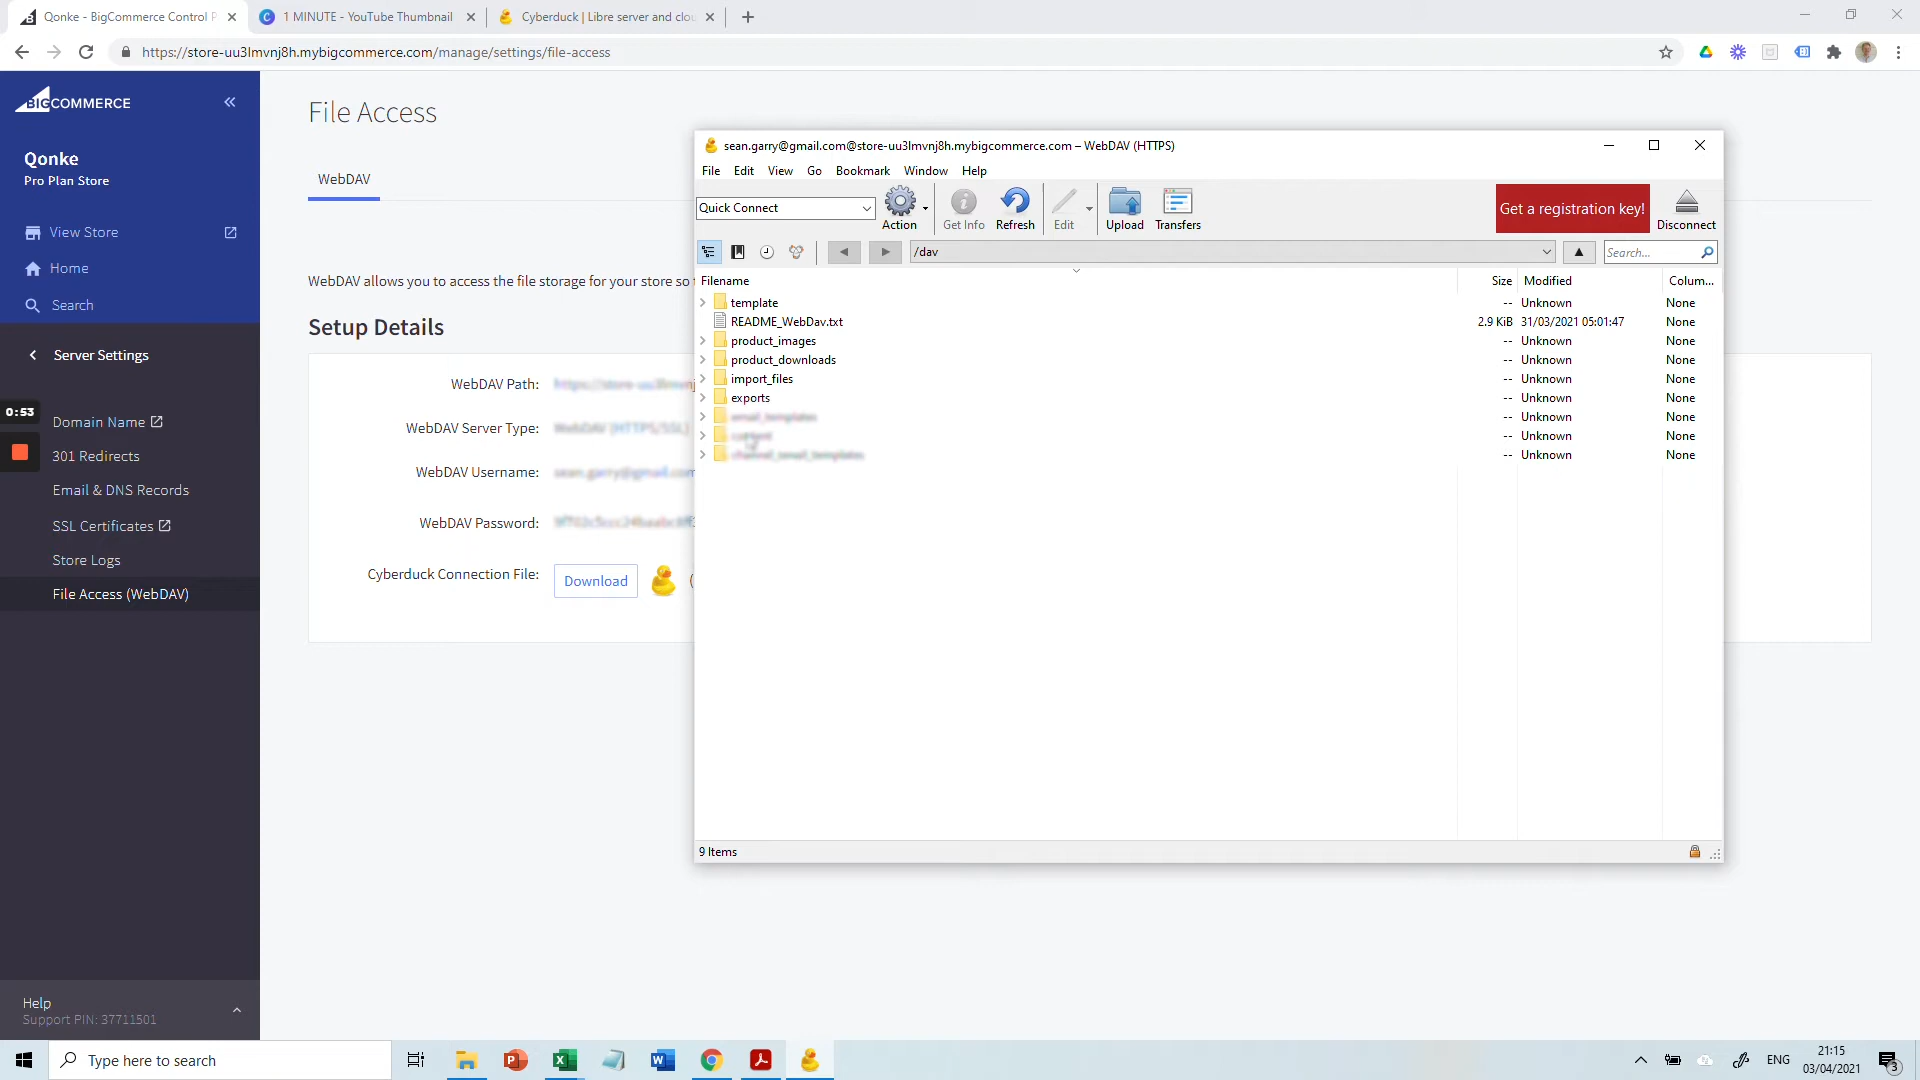 Qonke - BigCommerce Control P
1 MINUTE - YouTube Thumbnail
Cyberduck | Libre server and clou
https://store-uu3lmvnj8h.mybigcommerce.com/manage/settings/file-access
BIGCOMMERCE
Qonke
Pro Plan Store
View Store
Home
Search
Server Settings
0:53
Domain Name
301 Redirects
Email & DNS Records
SSL Certificates
Store Logs
File Access (WebDAV)
Help
Support PIN: 37711501
File Access
WebDAV
WebDAV allows you to access the file storage for your store so
Setup Details
WebDAV Path:
WebDAV Server Type:
WebDAV Username:
WebDAV Password:
Cyberduck Connection File:
Download
(
sean.garry@gmail.com@store-uu3lmvnj8h.mybigcommerce.com – WebDAV (HTTPS)
File Edit View Go Bookmark Window Help
Quick Connect
Action
Get Info
Refresh
Edit
Upload
Transfers
Get a registration key!
Disconnect
/dav
Search...
Filename Size Modified Colum...
template -- Unknown None
README_WebDav.txt 2.9 KiB 31/03/2021 05:01:47 None
product_images -- Unknown None
product_downloads -- Unknown None
import_files -- Unknown None
exports -- Unknown None
-- Unknown None
-- Unknown None
-- Unknown None
9 Items
Type here to search
ENG
21:15
03/04/2021
3